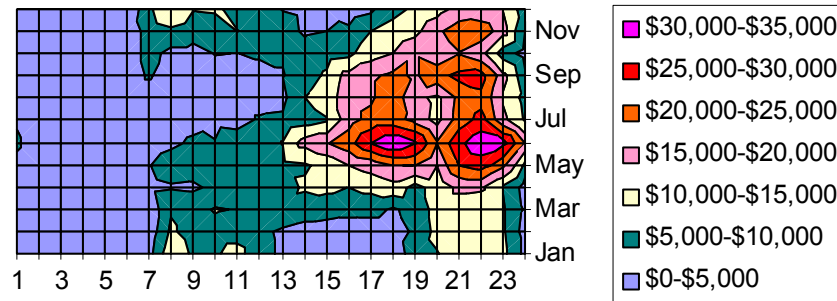 Nov
Sep
Jul
May
Mar
Jan
1 3 5 7 9 11 13 15 17 19 21 23
$30,000-$35,000
$25,000-$30,000
$20,000-$25,000
$15,000-$20,000
$10,000-$15,000
$5,000-$10,000
$0-$5,000